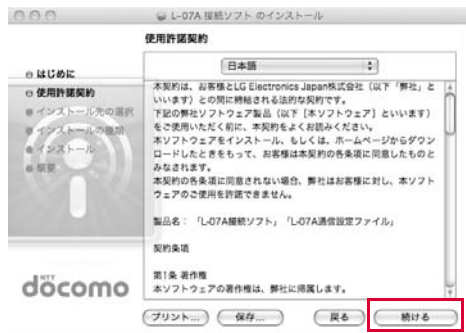 L-07A 接続ソフト のインストール
使用許諾契約
日本語
はじめに
使用許諾契約
インストール先の選択
インストールの種類
インストール
概要
本契約は、お客様とLG Electronics Japan株式会社（以下「弊社」と
いいます）との間に締結される法的な契約です。
下記の弊社ソフトウェア製品（以下［本ソフトウェア］といいます）
をご使用いただく前に、本契約をよくお読みください。
本ソフトウェアをインストール、もしくは、ホームページからダウン
ロードしたときをもって、お客様は本契約の各条項に同意したものと
みなされます。
本契約の各条項に同意されない場合、弊社はお客様に対し、本ソフト
ウェアのご使用を許諾できません。
製品名： 「L-07A接続ソフト」「L-07A通信設定ファイル」
契約条項
第1条 著作権
本ソフトウェアの著作権は、弊社に帰属します。
NTT
döcomo
プリント...
保存...
戻る
続ける